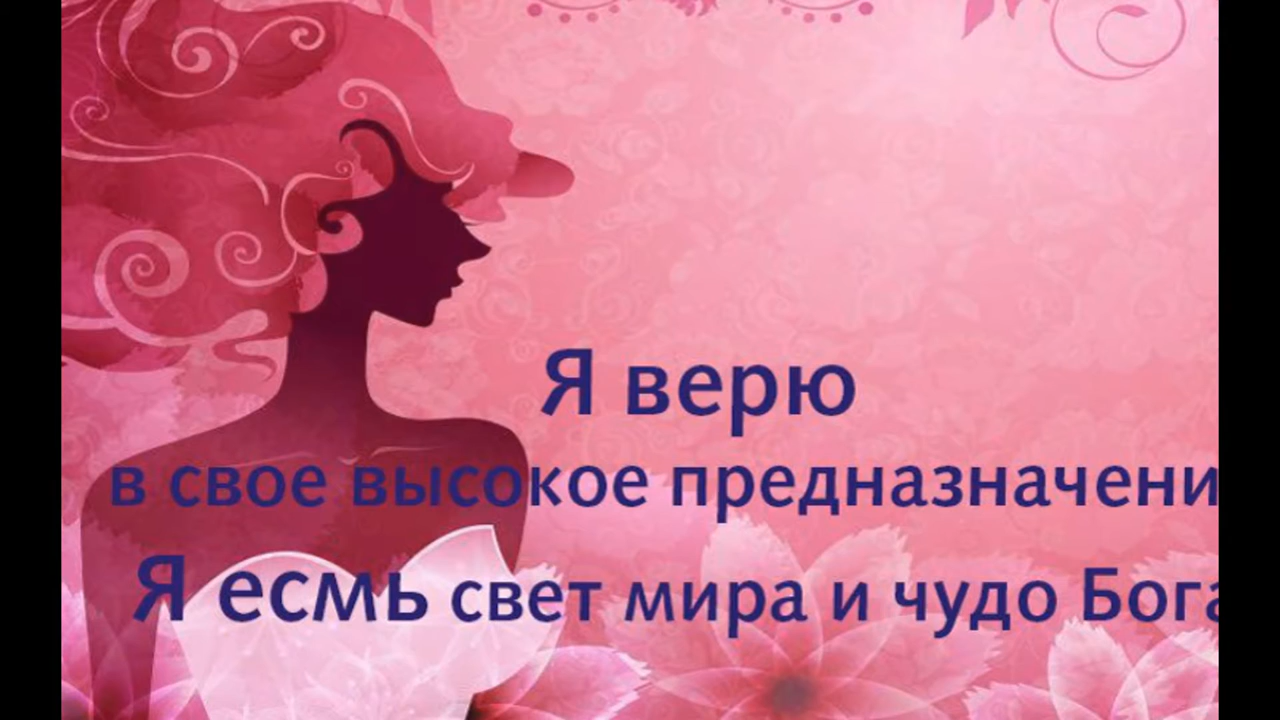 Я верю
в свое высокое предназначени
Я есмь свет мира и чудо Бога